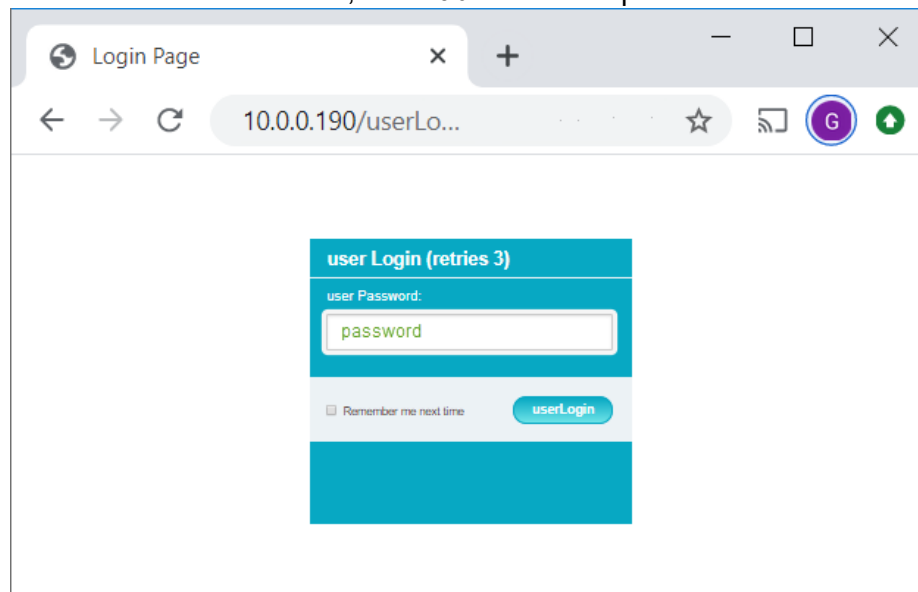 Login Page
10.0.0.190/userLo...
G
user Login (retries 3)
user Password:
password
Remember me next time
userLogin